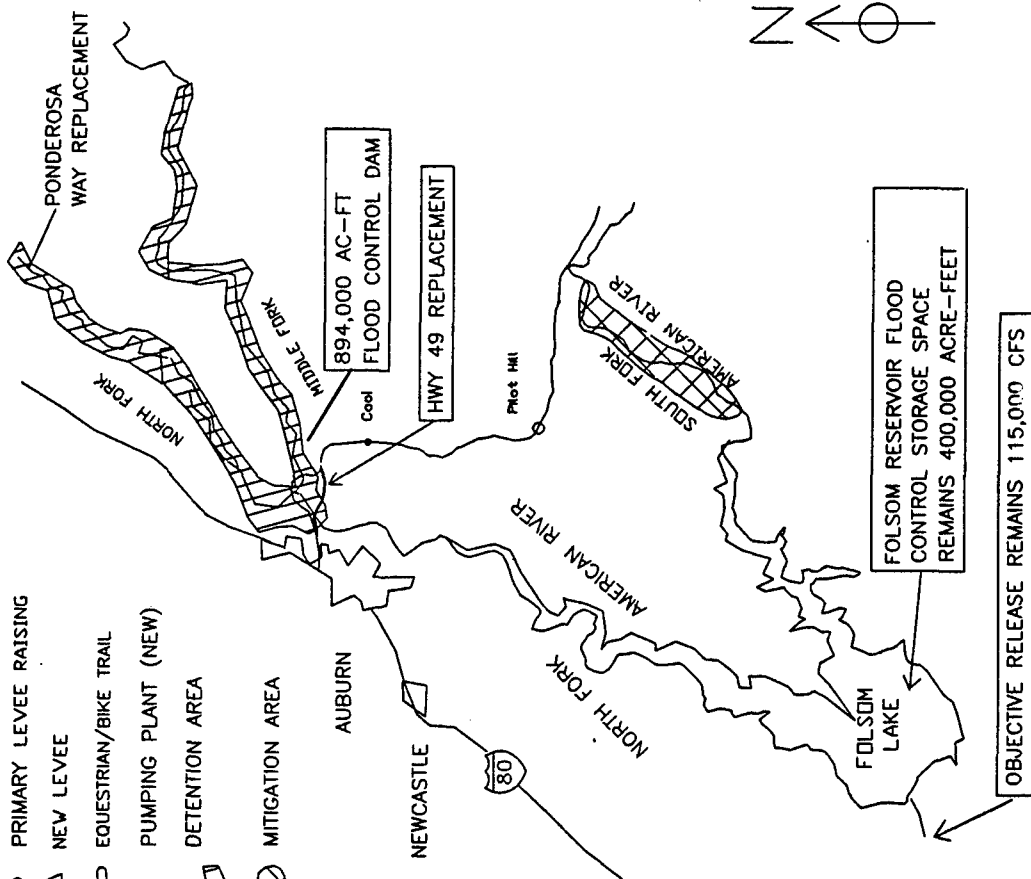 PRIMARY LEVEE RAISING
NEW LEVEE
EQUESTRIAN/BIKE TRAIL
PUMPING PLANT (NEW)
DETENTION AREA
MITIGATION AREA
PONDEROSA
WAY REPLACEMENT
NORTH FORK
MIDDLE FORK
894,000 AC-FT
FLOOD CONTROL DAM
HWY 49 REPLACEMENT
Cool
Pilot Hill
AUBURN
NEWCASTLE
80
NORTH FORK
AMERICAN RIVER
SOUTH FORK
AMERICAN RIVER
FOLSOM
LAKE
FOLSOM RESERVOIR FLOOD
CONTROL STORAGE SPACE
REMAINS 400,000 ACRE-FEET
OBJECTIVE RELEASE REMAINS 115,000 CFS
N